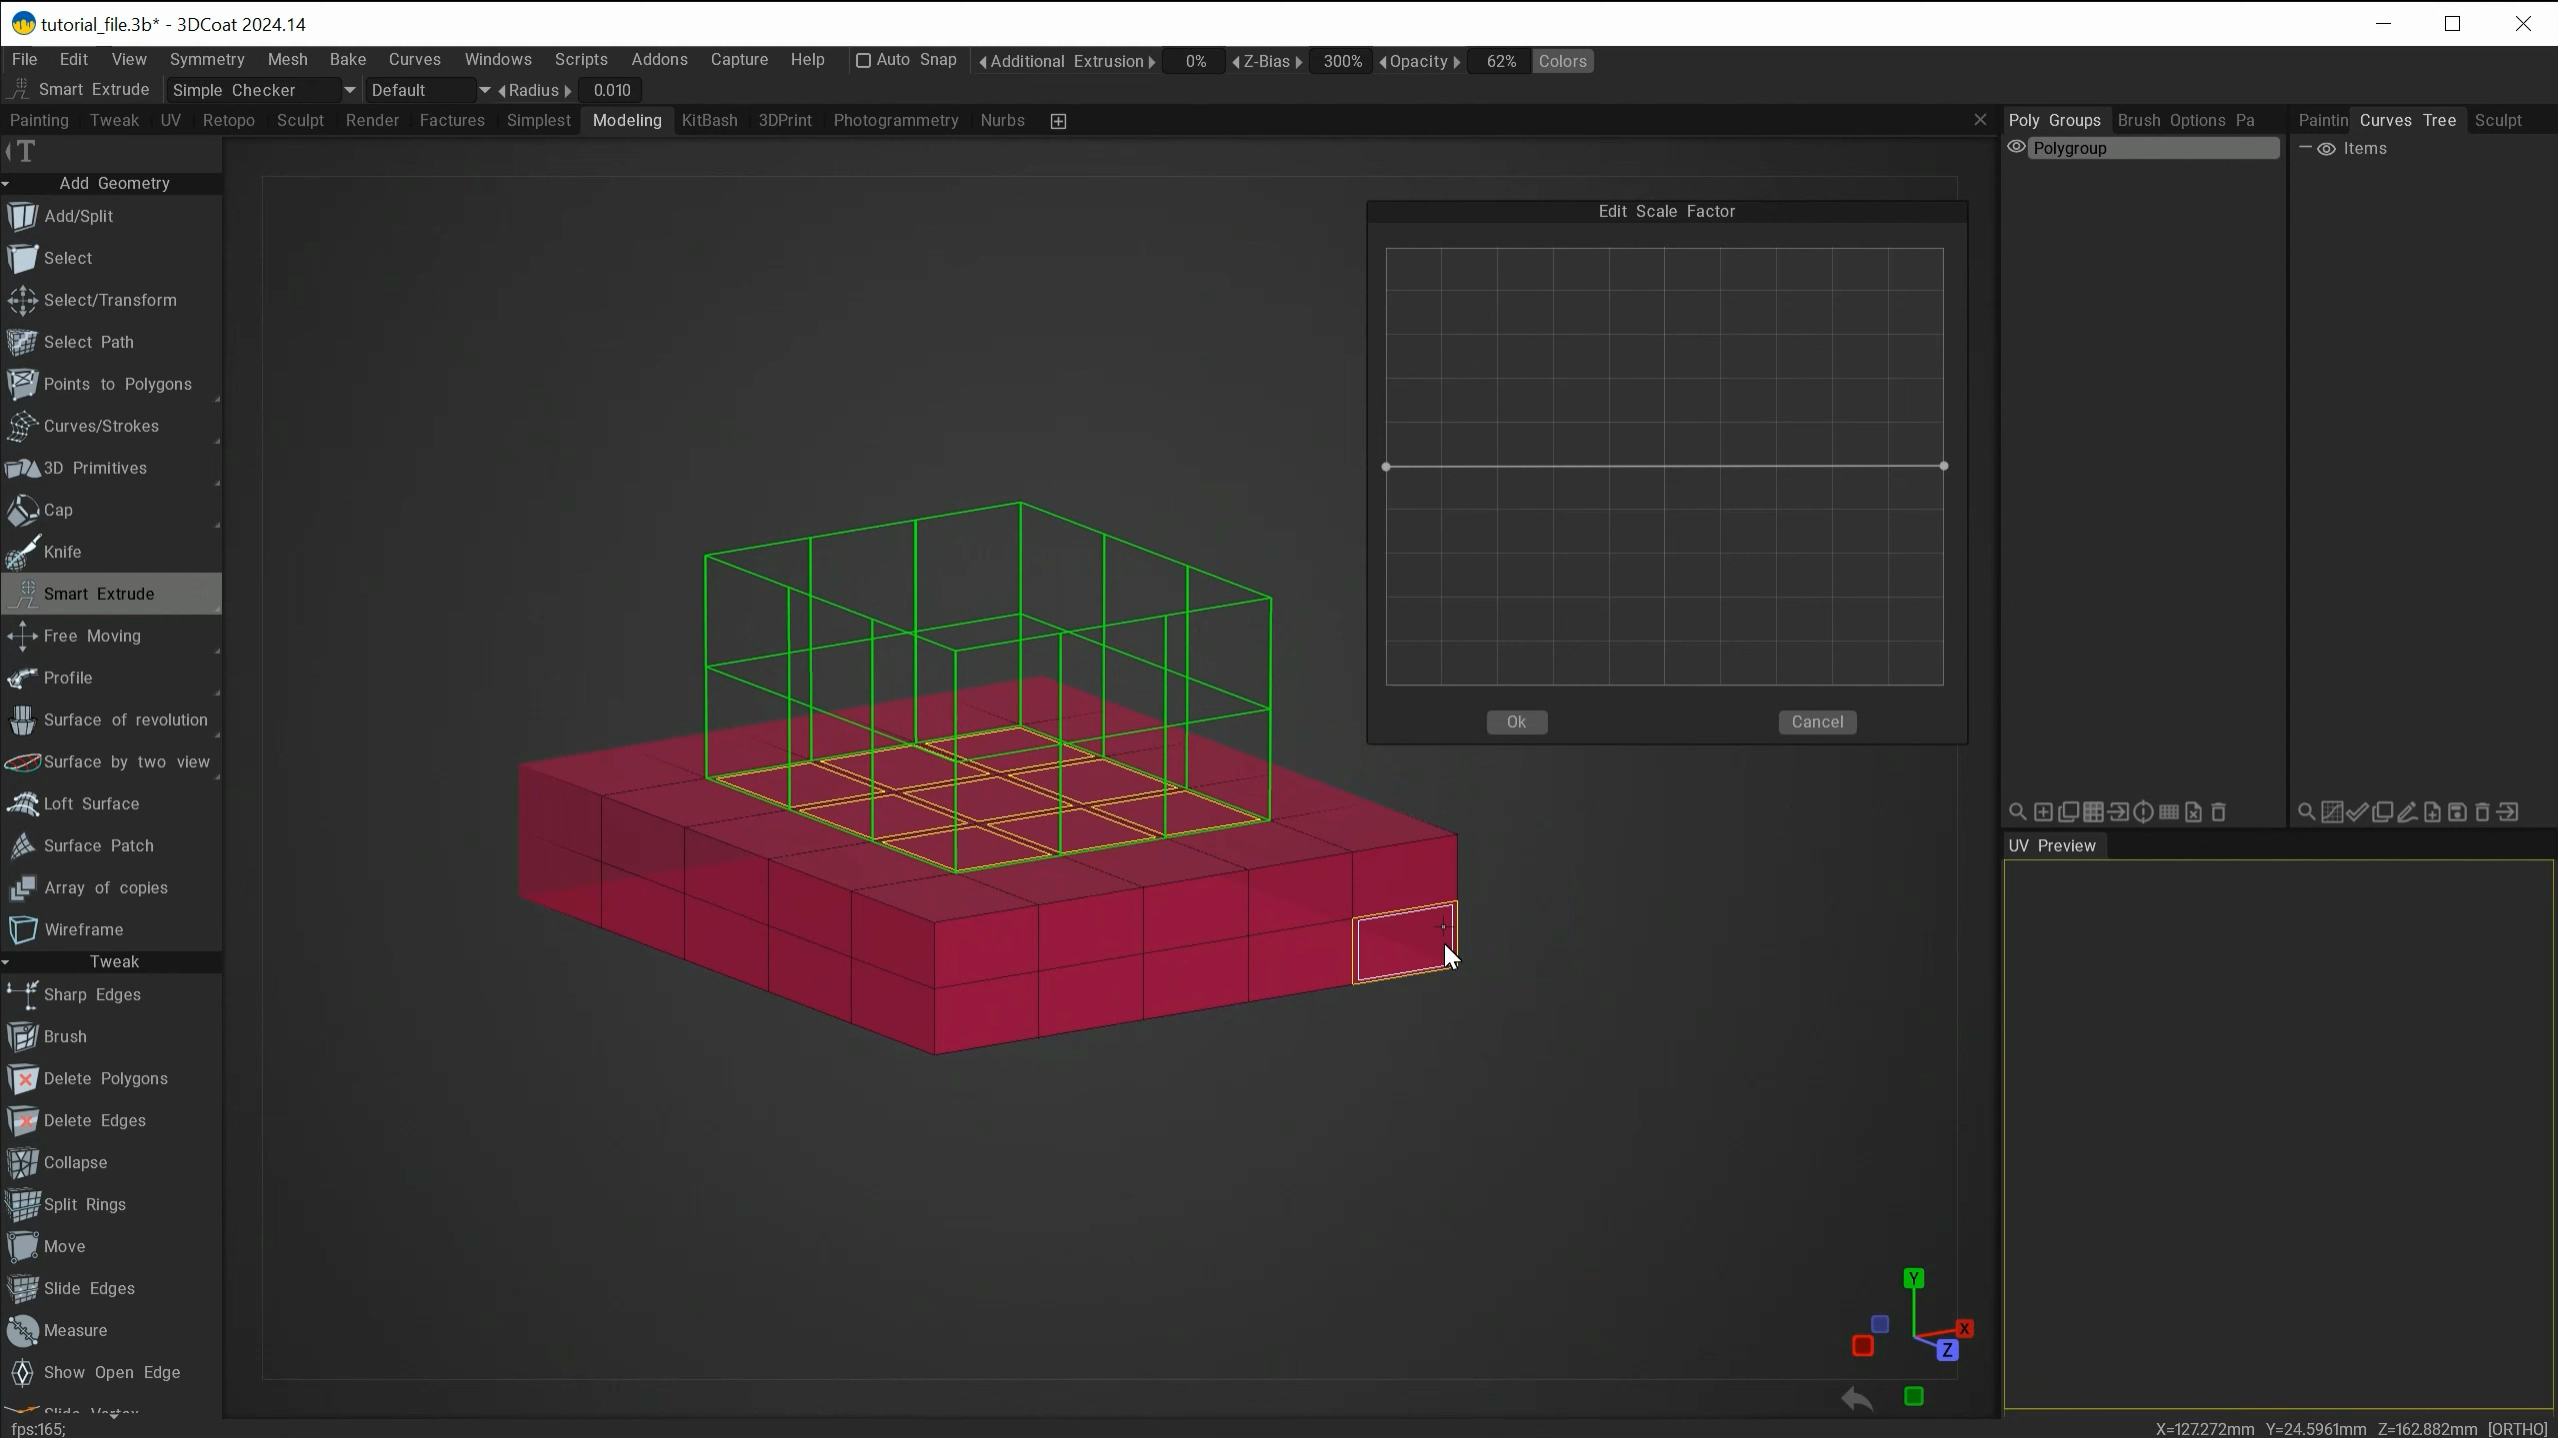 tutorial_file.3b* - 3DCoat 2024.14
File Edit View Symmetry Mesh Bake Curves Windows Scripts Addons Capture Help Auto Snap Additional Extrusion 0% Z-Bias 300% Opacity 62% Colors
Smart Extrude Simple Checker Default Radius 0.010
Painting Tweak UV Retopo Sculpt Render Factures Simplest Modeling KitBash 3DPrint Photogrammetry Nurbs
Poly Groups Brush Options Pa
Paintin Curves Tree Sculpt
T
Polygroup
Items
Add Geometry
Add/Split
Select
Select/Transform
Select Path
Points to Polygons
Curves/Strokes
3D Primitives
Cap
Knife
Smart Extrude
Free Moving
Profile
Surface of revolution
Surface by two view
Loft Surface
Surface Patch
Array of copies
Wireframe
Tweak
Sharp Edges
Brush
Delete Polygons
Delete Edges
Collapse
Split Rings
Move
Slide Edges
Measure
Show Open Edge
Edit Scale Factor
Ok Cancel
UV Preview
Y
X
Z
fps:165;
X=127.272mm Y=24.5961mm Z=162.882mm [ORTHO]